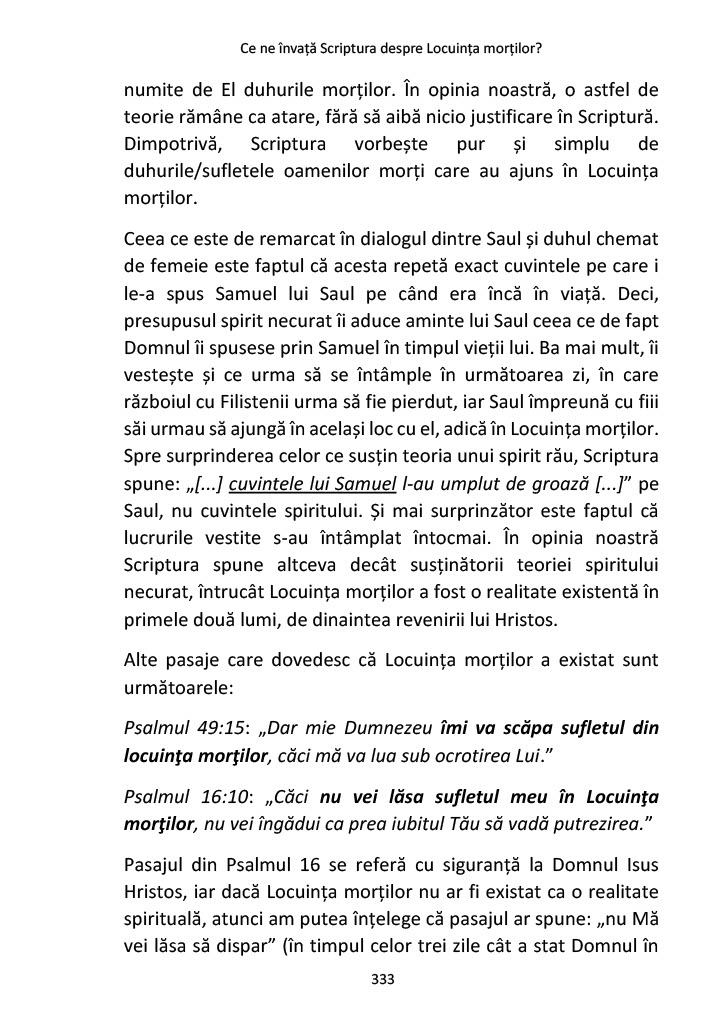 Ce ne învață Scriptura despre Locuința morților?
numite de El duhurile morților. În opinia noastră, o astfel de
teorie rămâne ca atare, fără să aibă nicio justificare în Scriptură.
Dimpotrivă, Scriptura vorbește pur și simplu de
duhurile/sufletele oamenilor morți care au ajuns în Locuința
morților.
Ceea ce este de remarcat în dialogul dintre Saul și duhul chemat
de femeie este faptul că acesta repetă exact cuvintele pe care i
le-a spus Samuel lui Saul pe când era încă în viață. Deci,
presupusul spirit necurat îi aduce aminte lui Saul ceea ce de fapt
Domnul îi spusese prin Samuel în timpul vieții lui. Ba mai mult, îi
vestește și ce urma să se întâmple în următoarea zi, în care
războiul cu Filistenii urma să fie pierdut, iar Saul împreună cu fiii
săi urmau să ajungă în același loc cu el, adică în Locuința morților.
Spre surprinderea celor ce susțin teoria unui spirit rău, Scriptura
spune: „[...] cuvintele lui Samuel l-au umplut de groază [...]” pe
Saul, nu cuvintele spiritului. Și mai surprinzător este faptul că
lucrurile vestite s-au întâmplat întocmai. În opinia noastră
Scriptura spune altceva decât susținătorii teoriei spiritului
necurat, întrucât Locuința morților a fost o realitate existentă în
primele două lumi, de dinaintea revenirii lui Hristos.
Alte pasaje care dovedesc că Locuința morților a existat sunt
următoarele:
Psalmul 49:15: „Dar mie Dumnezeu îmi va scăpa sufletul din
locuinţa morţilor, căci mă va lua sub ocrotirea Lui.”
Psalmul 16:10: „Căci nu vei lăsa sufletul meu în Locuinţa
morţilor, nu vei îngădui ca prea iubitul Tău să vadă putrezirea.”
Pasajul din Psalmul 16 se referă cu siguranță la Domnul Isus
Hristos, iar dacă Locuința morților nu ar fi existat ca o realitate
spirituală, atunci am putea înțelege că pasajul ar spune: „nu Mă
vei lăsa să dispar” (în timpul celor trei zile cât a stat Domnul în
333